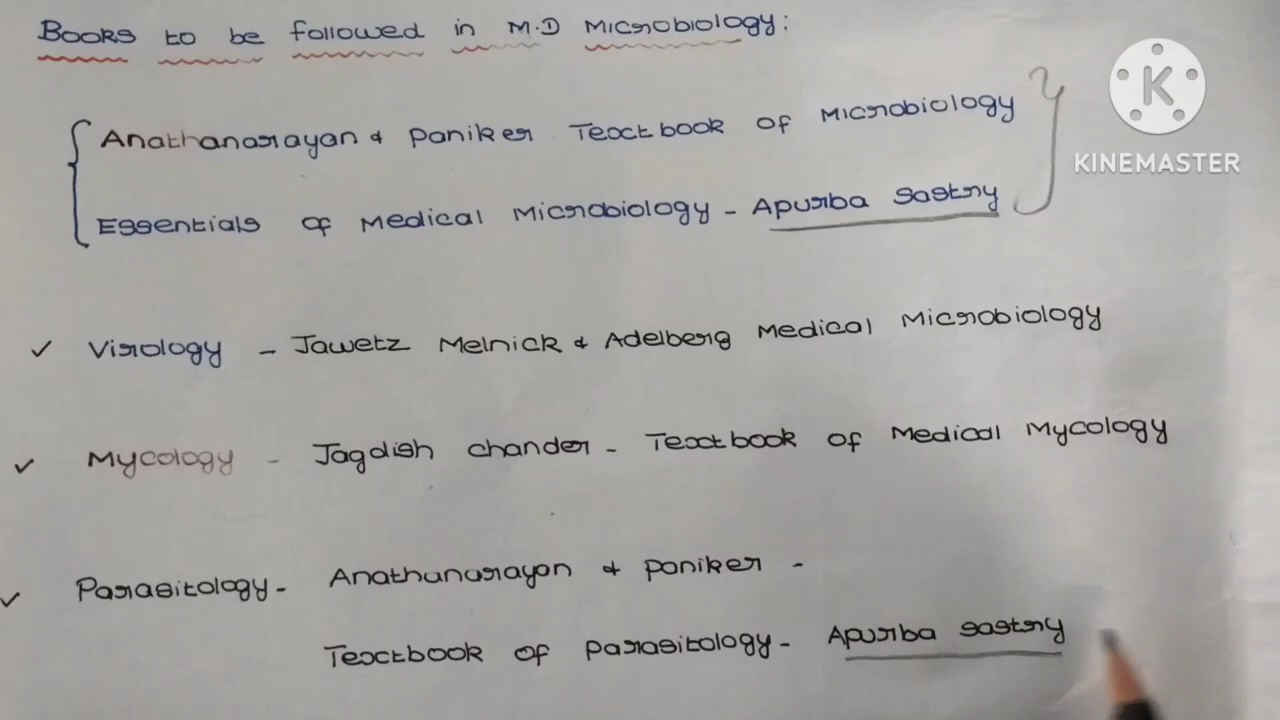 Books to be followed in M.D Microbiology:
Anathanarayan & Paniker Textbook of Microbiology
Essentials of Medical Microbiology - Apurba Sastry
K
KINEMASTER
✓ Virology - Jawetz Melnick & Adelberg Medical Microbiology
✓ Mycology - Jagdish chander - Textbook of Medical Mycology
✓ Parasitology - Anathanarayan & paniker -
Textbook of parasitology - Apurba sastry